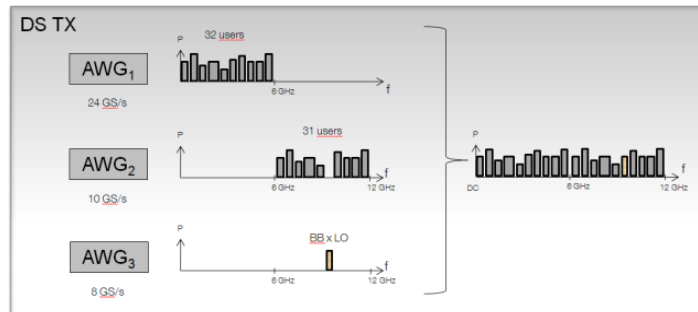 DS TX
32 users
P
AWG1
6 GHz
f
24 GS/s
31 users
P
AWG2
f
6 GHz
12 GHz
10 GS/s
P
DC
6 GHz
12 GHz
f
BB x LO
P
AWG3
f
6 GHz
12 GHz
8 GS/s